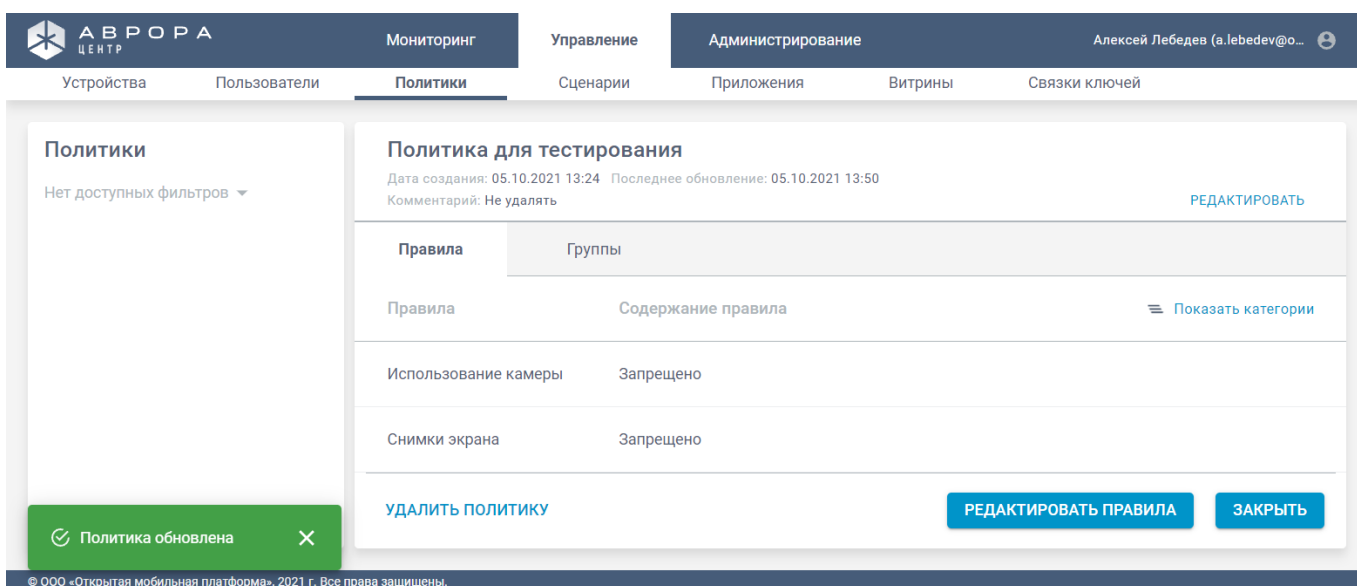 АВРОРА
ЦЕНТР
Мониторинг Управление Администрирование Алексей Лебедев (a.lebedev@o...
Устройства Пользователи Политики Сценарии Приложения Витрины Связки ключей
Политики
Нет доступных фильтров
Политика для тестирования
Дата создания: 05.10.2021 13:24 Последнее обновление: 05.10.2021 13:50
Комментарий: Не удалять
РЕДАКТИРОВАТЬ
Правила Группы
Правила Содержание правила Показать категории
Использование камеры Запрещено
Снимки экрана Запрещено
УДАЛИТЬ ПОЛИТИКУ РЕДАКТИРОВАТЬ ПРАВИЛА ЗАКРЫТЬ
Политика обновлена
© ООО «Открытая мобильная платформа», 2021 г. Все права защищены.